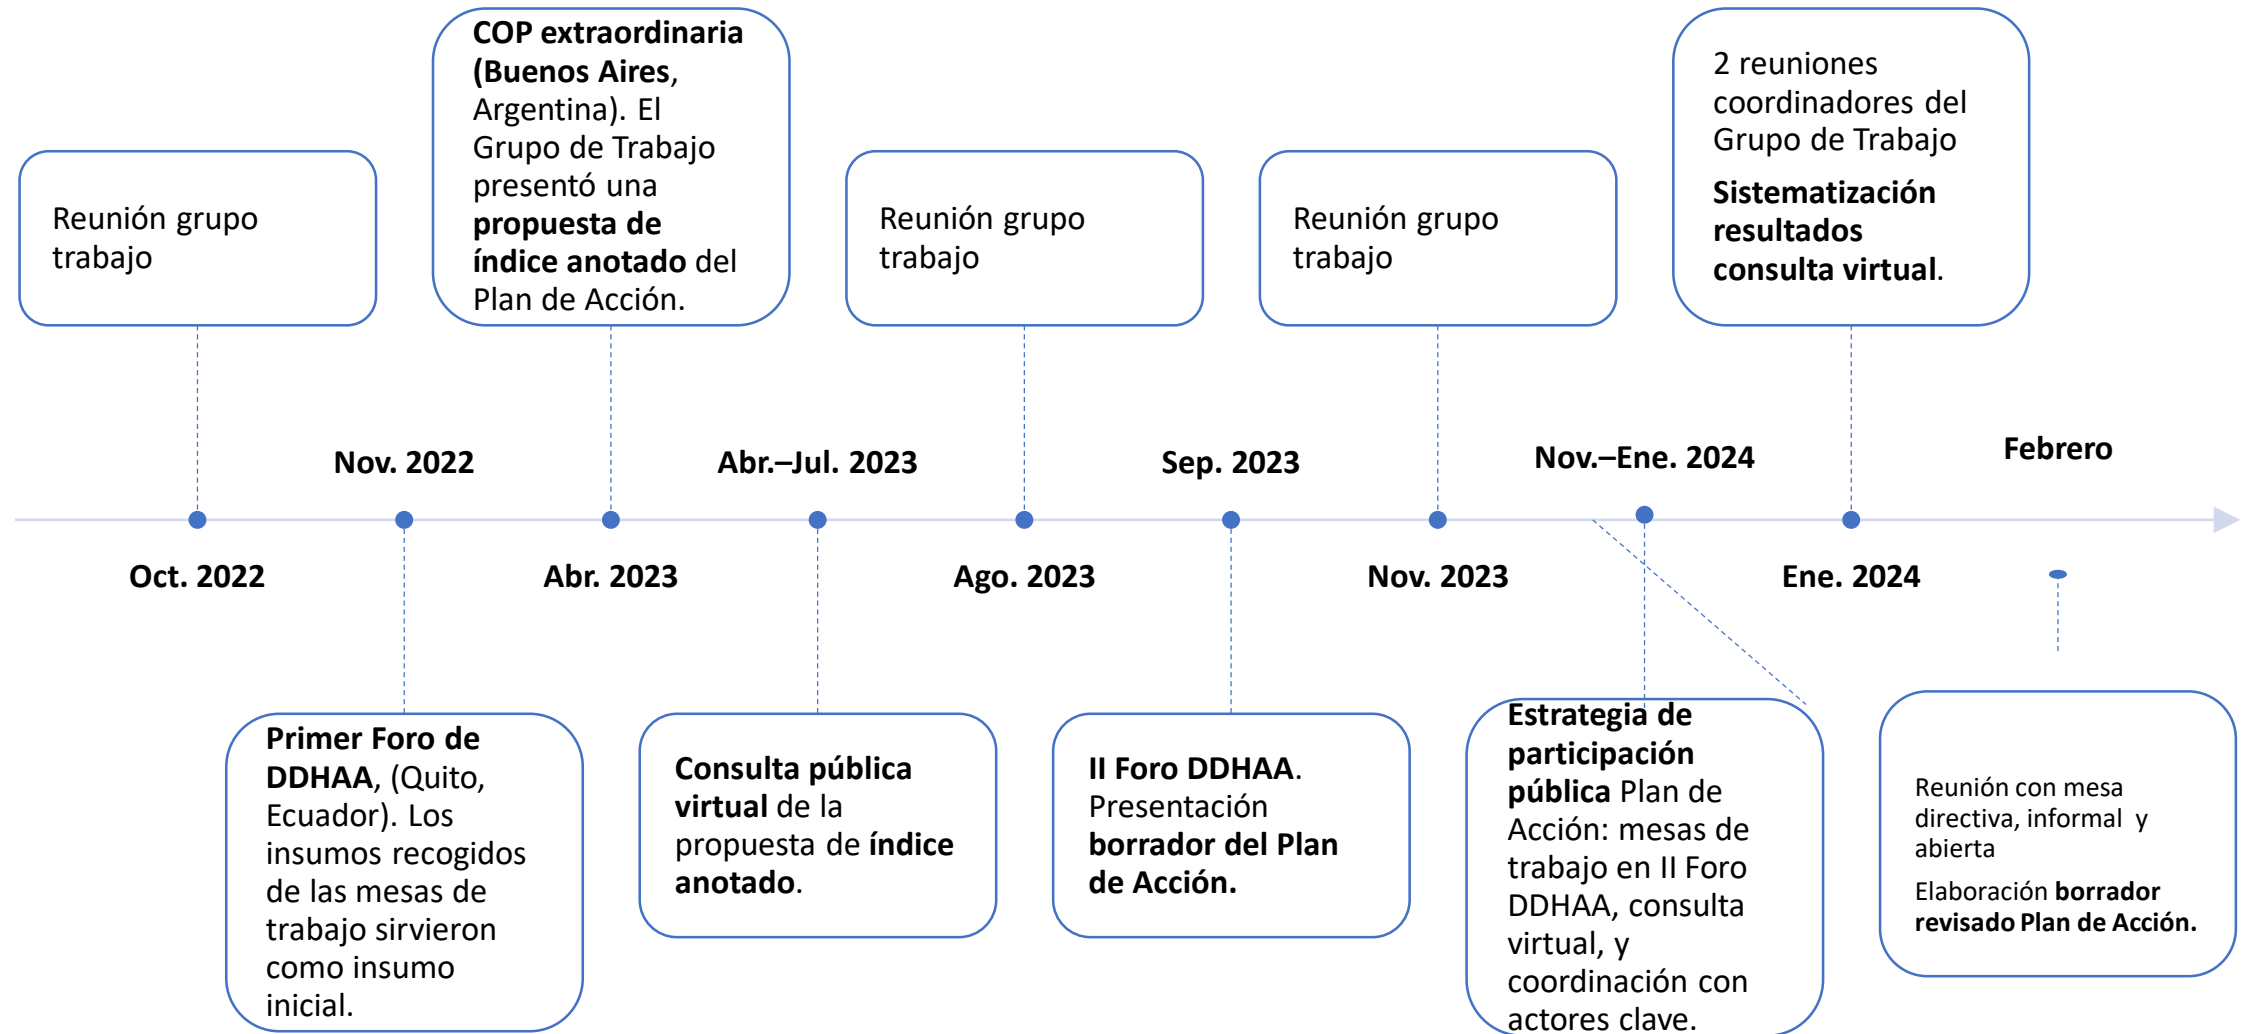 COP extraordinaria
(Buenos Aires,
Argentina). El
Grupo de Trabajo
presentó una
propuesta de
índice anotado del
Plan de Acción.
2 reuniones
coordinadores del
Grupo de Trabajo
Sistematización
resultados
consulta virtual.
Reunión grupo
trabajo
Reunión grupo
trabajo
Reunión grupo
trabajo
Nov. 2022
Abr.–Jul. 2023
Sep. 2023
Nov.–Ene. 2024
Febrero
Oct. 2022
Abr. 2023
Ago. 2023
Nov. 2023
Ene. 2024
Primer Foro de
DDHAA, (Quito,
Ecuador). Los
insumos recogidos
de las mesas de
trabajo sirvieron
como insumo
inicial.
Consulta pública
virtual de la
propuesta de índice
anotado.
II Foro DDHAA.
Presentación
borrador del Plan
de Acción.
Estrategia de
participación
pública Plan de
Acción: mesas de
trabajo en II Foro
DDHAA, consulta
virtual, y
coordinación con
actores clave.
Reunión con mesa
directiva, informal y
abierta
Elaboración borrador
revisado Plan de Acción.